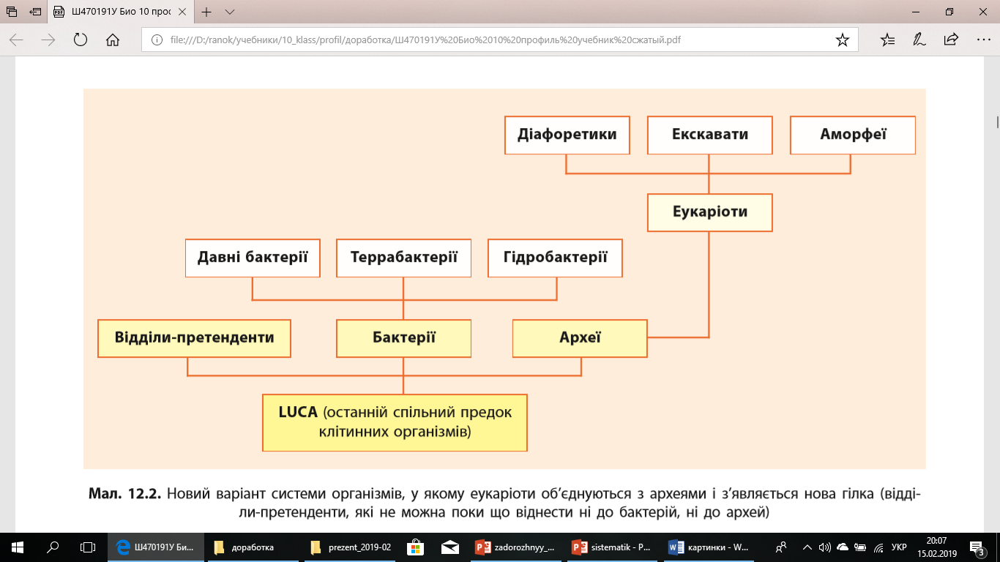 Ш470191У Био 10 прос
file:///D:/ranok/учебники/10_klass/profil/доработка/Ш470191У%20Био%2010%20профиль%20учебник%20сжатый.pdf
Діафоретики
Екскавати
Аморфеї
Еукаріоти
Давні бактерії
Террабактерії
Гідробактерії
Відділи-претенденти
Бактерії
Археї
LUCA (останній спільний предок
клітинних організмів)
Мал. 12.2. Новий варіант системи організмів, у якому еукаріоти об’єднуються з археями і з’являється нова гілка (відді-
ли-претенденти, які не можна поки що віднести ні до бактерій, ні до архей)
Ш470191У Би...
доработка
prezent_2019-02
zadorozhnyy_...
sistematik - P...
картинки - W...
УКР
20:07
15.02.2019
3